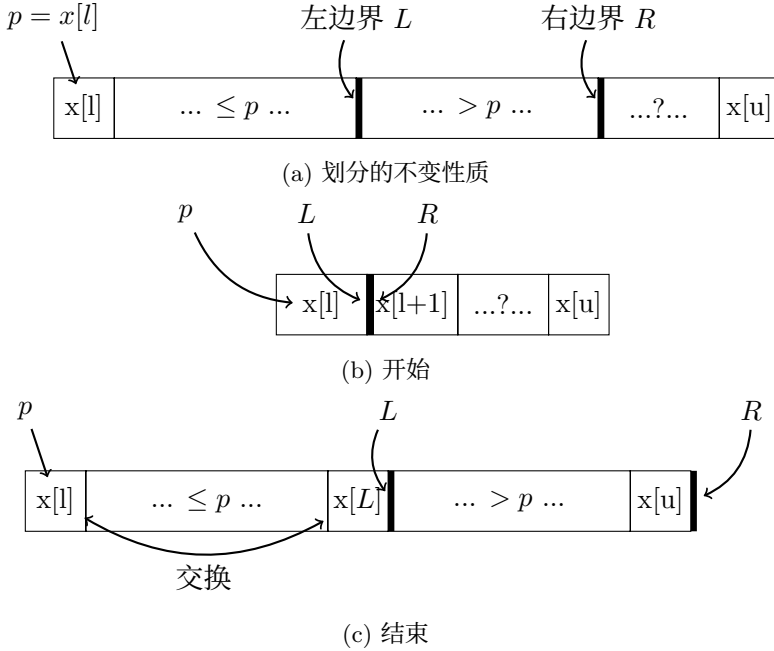 p = x[l] 左边界 L 右边界 R
x[l] ... ≤ p ... ... > p ... ...?... x[u]
(a) 划分的不变性质
p L R
x[l] x[l+1] ...?... x[u]
(b) 开始
p L R
x[l] ... ≤ p ... x[L] ... > p ... x[u]
交换
(c) 结束